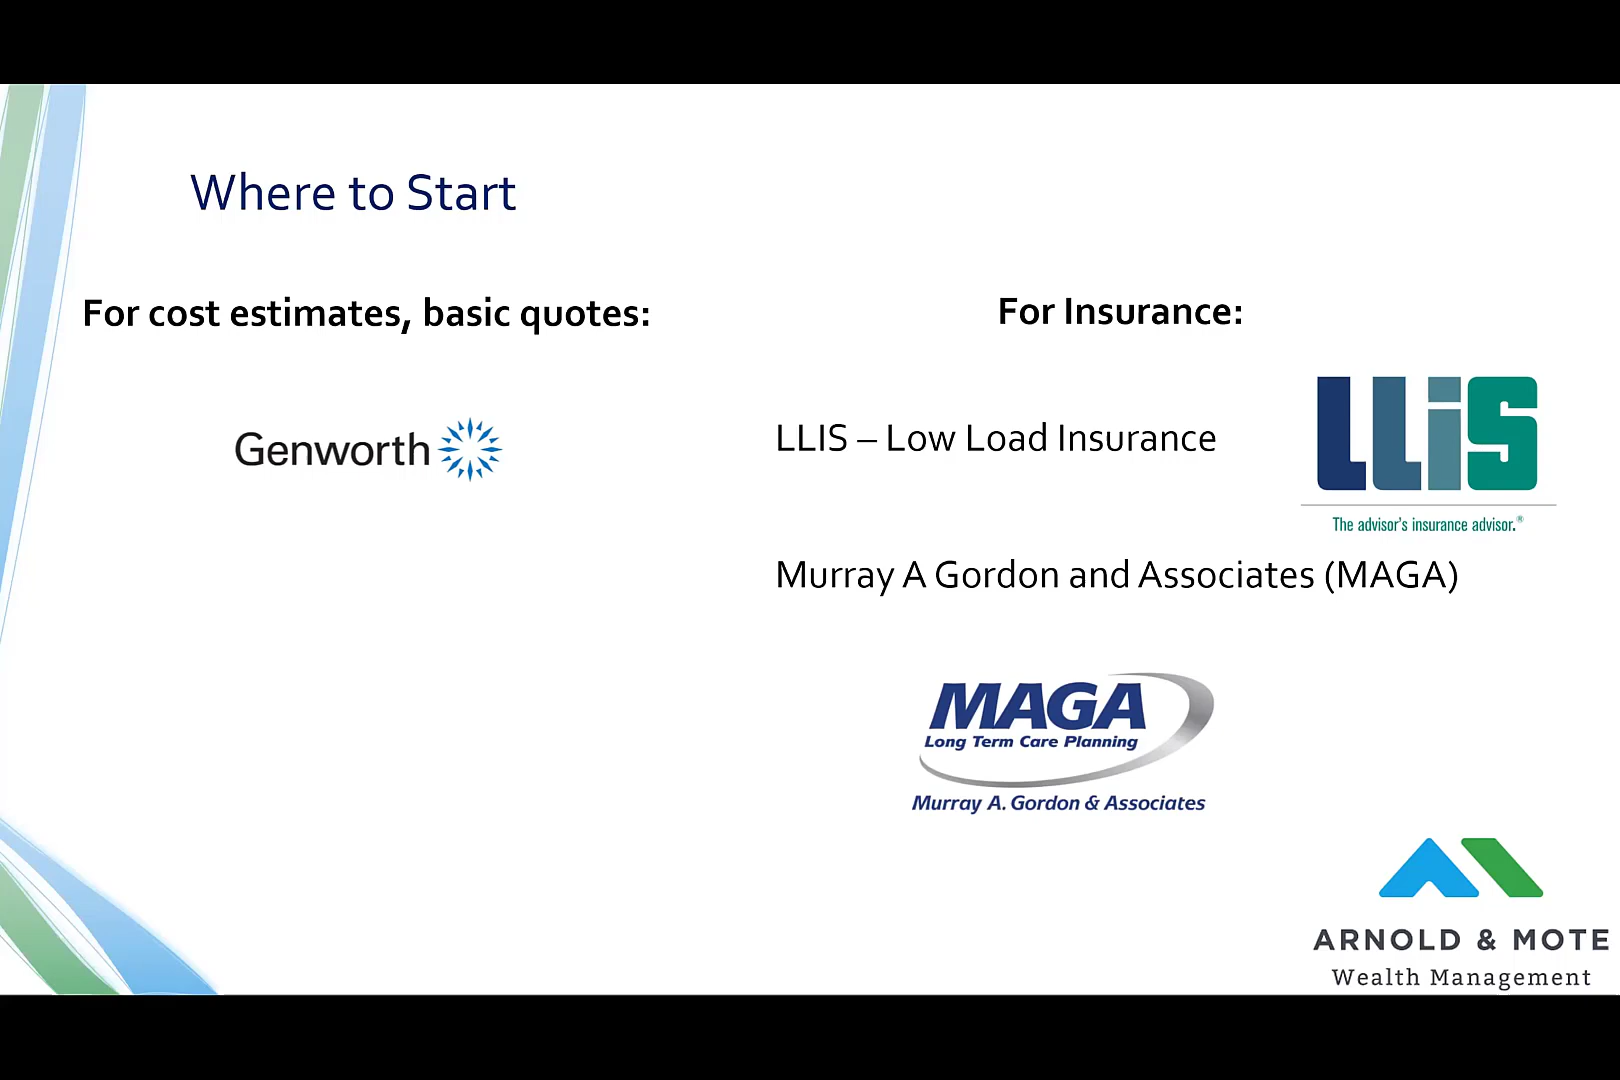 Where to Start
For cost estimates, basic quotes:
Genworth
For Insurance:
LLIS – Low Load Insurance
LLiS
The advisor's insurance advisor.®
Murray A Gordon and Associates (MAGA)
MAGA
Long Term Care Planning
Murray A. Gordon & Associates
ARNOLD & MOTE
Wealth Management